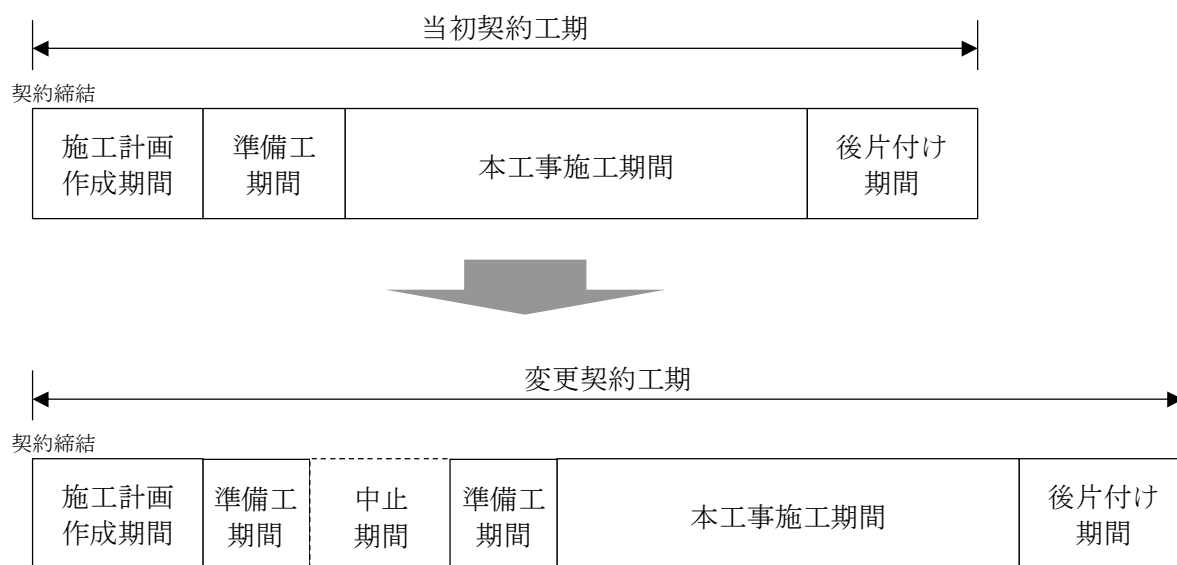 当初契約工期
契約締結
施工計画
作成期間
準備工
期間
本工事施工期間
後片付け
期間
変更契約工期
契約締結
施工計画
作成期間
準備工
期間
中止
期間
準備工
期間
本工事施工期間
後片付け
期間